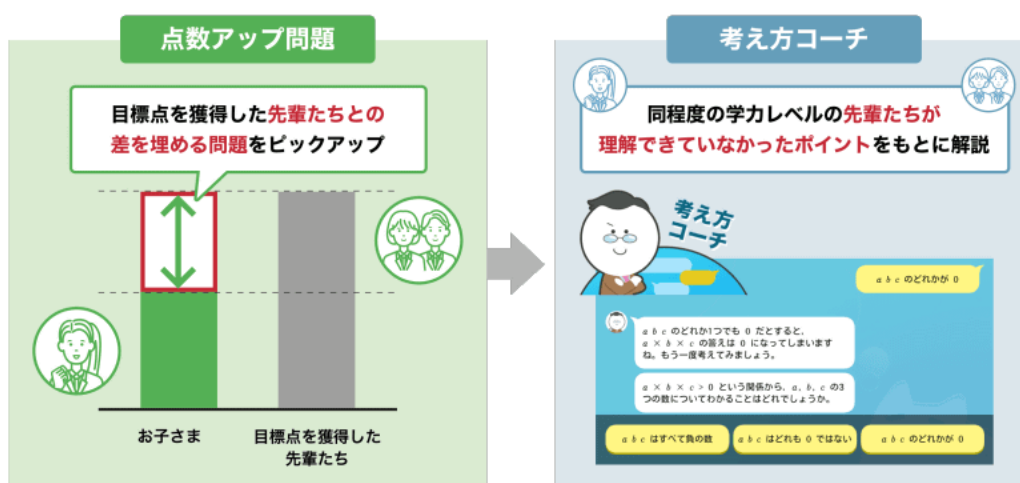 点数アップ問題
目標点を獲得した先輩たちとの
差を埋める問題をピックアップ
お子さま
目標点を獲得した
先輩たち
考え方コーチ
同程度の学力レベルの先輩たちが
理解できていなかったポイントをもとに解説
考え方
コーチ
a b c のどれかが 0
a b c のどれか1つでも 0 だとすると、
a × b × c の答えは 0 になってしまいます
ね。もう一度考えてみましょう。
a × b × c > 0 という関係から、a, b, c の3
つの数についてわかることはどれでしょうか。
a b c はすべて負の数
a b c はどれも 0 ではない
a b c のどれかが 0